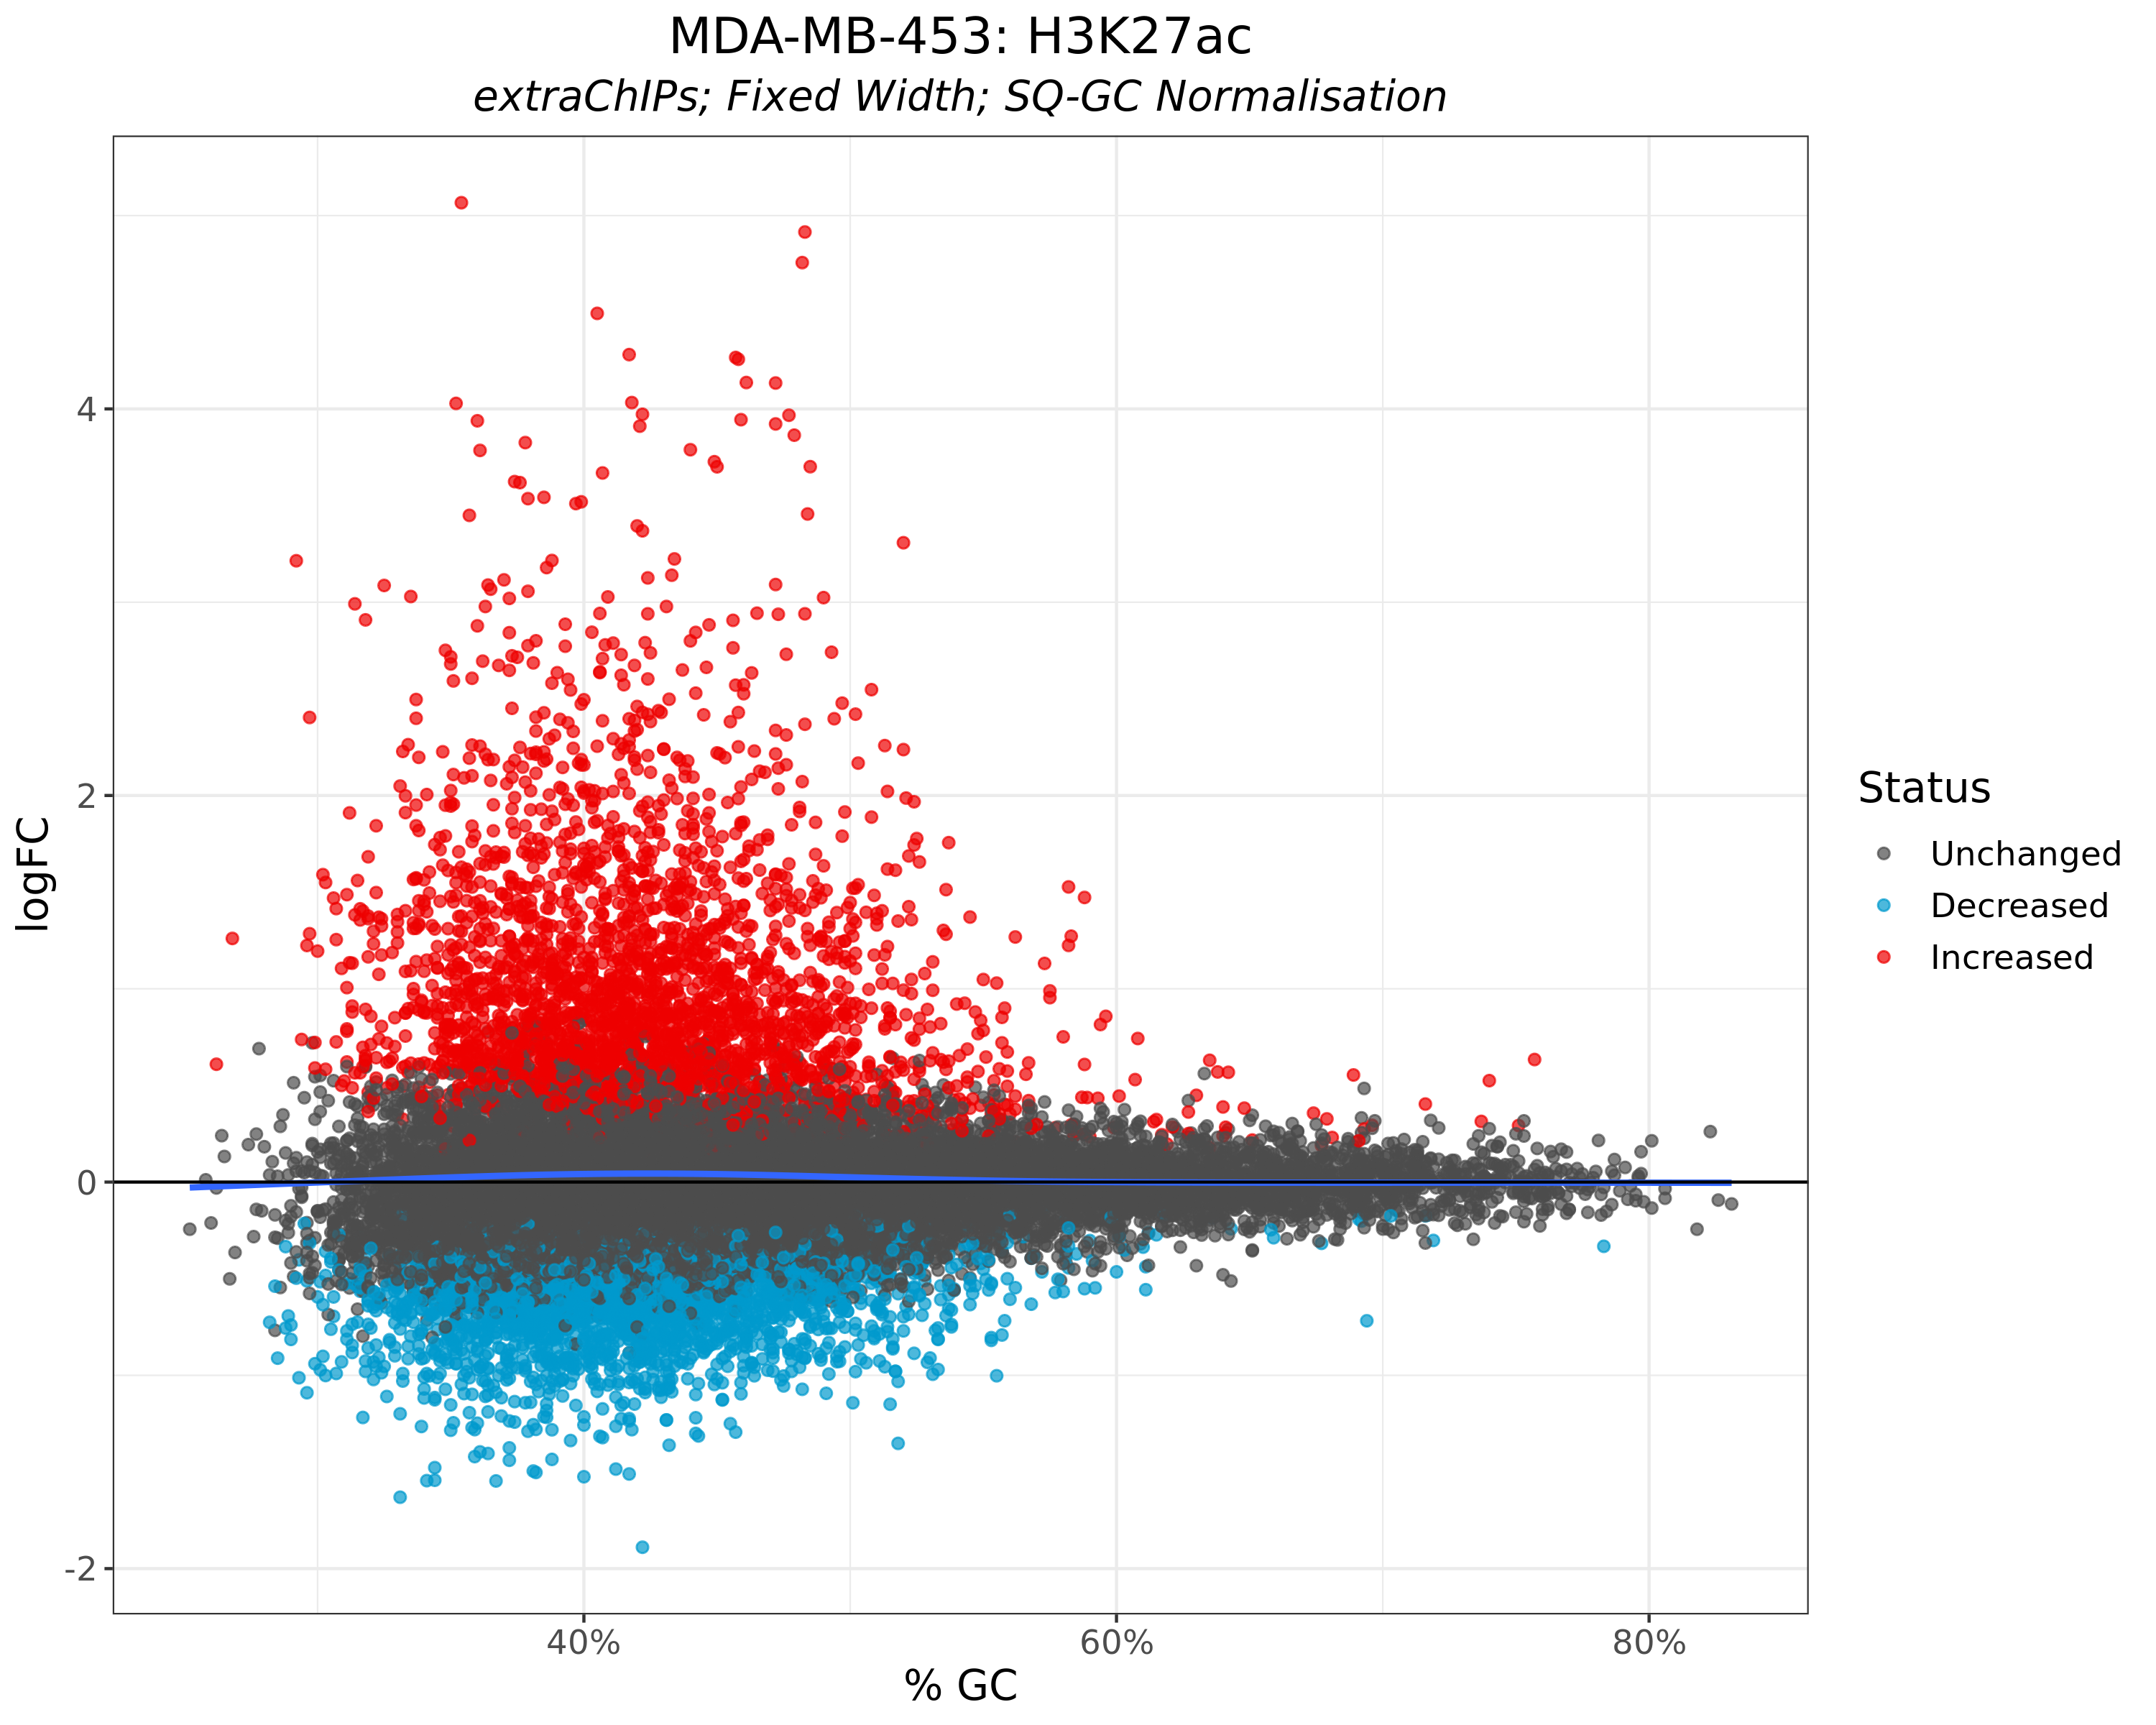 MDA-MB-453: H3K27ac
extraChIPs; Fixed Width; SQ-GC Normalisation
logFC
4
2
0
-2
40%
60%
80%
% GC
Status
Unchanged
Decreased
Increased